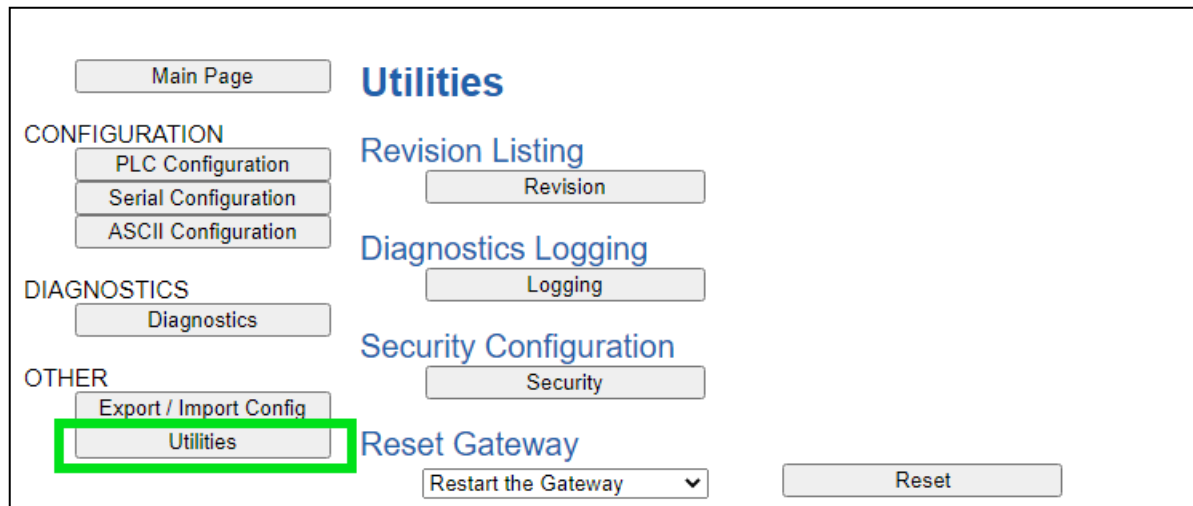 Main Page
CONFIGURATION
PLC Configuration
Serial Configuration
ASCII Configuration
DIAGNOSTICS
Diagnostics
OTHER
Export / Import Config
Utilities
Utilities
Revision Listing
Revision
Diagnostics Logging
Logging
Security Configuration
Security
Reset Gateway
Restart the Gateway
Reset